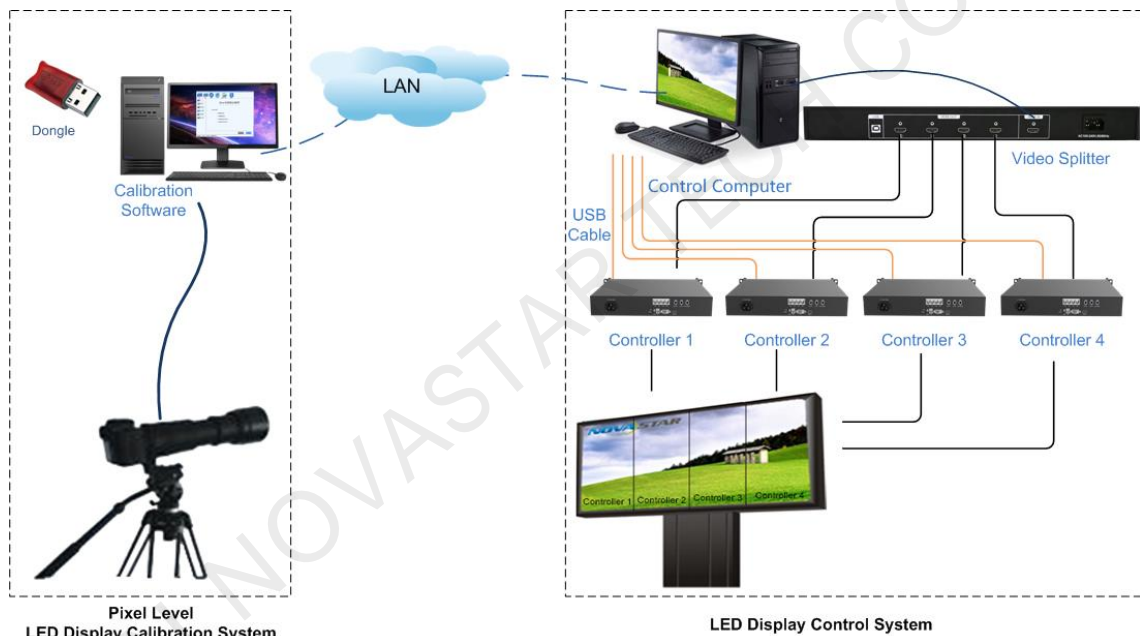 Dongle
Calibration
Software
LAN
Control Computer
Video Splitter
USB
Cable
Controller 1
Controller 2
Controller 3
Controller 4
NOVA STAR
Controller 1
Controller 2
Controller 3
Controller 4
Pixel Level
LED Display Calibration System
LED Display Control System
NOVASTAR TECH CO